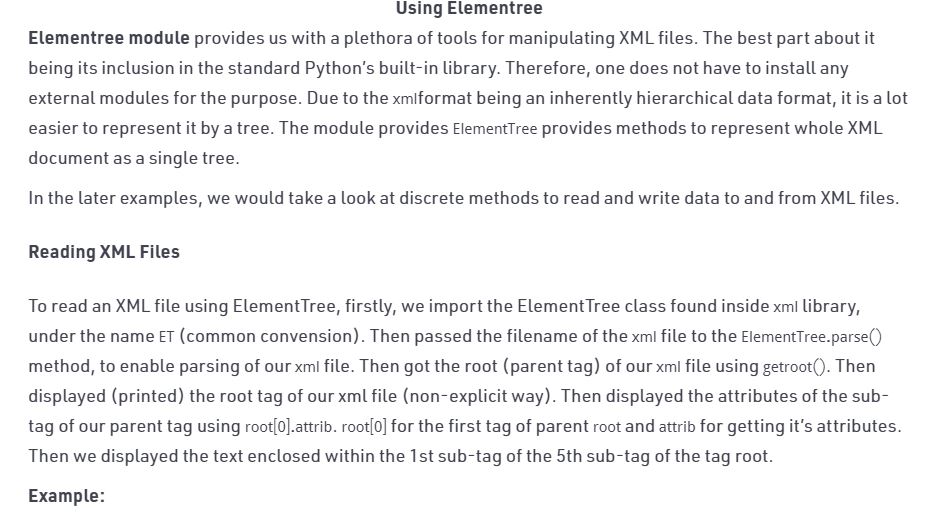 Using Elementree
Elementree module provides us with a plethora of tools for manipulating XML files. The best part about it
being its inclusion in the standard Python's built-in library. Therefore, one does not have to install any
external modules for the purpose. Due to the xmlformat being an inherently hierarchical data format, it is a lot
easier to represent it by a tree. The module provides ElementTree provides methods to represent whole XML
document as a single tree.
In the later examples, we would take a look at discrete methods to read and write data to and from XML files.
Reading XML Files
To read an XML file using ElementTree, firstly, we import the ElementTree class found inside xml library,
under the name ET (common convension). Then passed the filename of the xml file to the ElementTree.parse()
method, to enable parsing of our xml file. Then got the root (parent tag) of our xml file using getroot(). Then
displayed (printed) the root tag of our xml file (non-explicit way). Then displayed the attributes of the sub-
tag of our parent tag using root[0].attrib. root[0] for the first tag of parent root and attrib for getting it's attributes.
Then we displayed the text enclosed within the 1st sub-tag of the 5th sub-tag of the tag root.
Example: